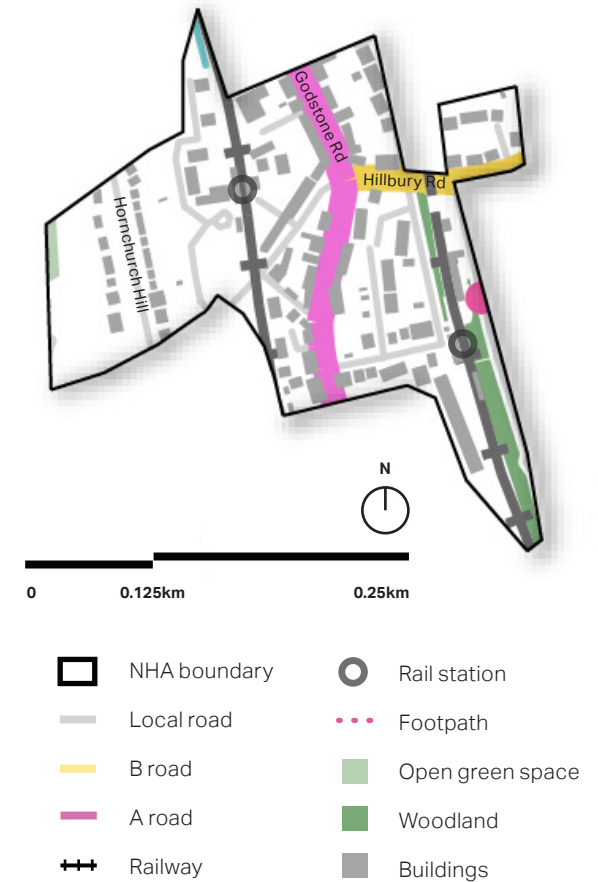 Godstone Rd
Hillbury Rd
Hornchurch Hill
N
0 0.125km 0.25km
NHA boundary
Local road
B road
A road
Railway
Rail station
Footpath
Open green space
Woodland
Buildings